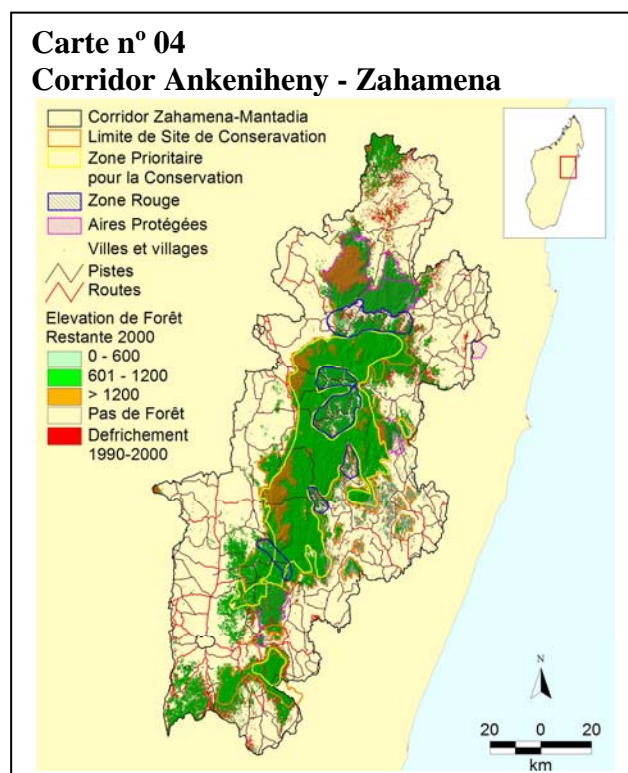 Carte nº 04
Corridor Ankeniheny - Zahamena
Corridor Zahamena-Mantadia
Limite de Site de Conseravation
Zone Prioritaire
pour la Conservation
Zone Rouge
Aires Protégées
Villes et villages
Pistes
Routes
Elevation de Forêt
Restante 2000
0 - 600
601 - 1200
> 1200
Pas de Forêt
Defrichement
1990-2000
N
20 0 20
km